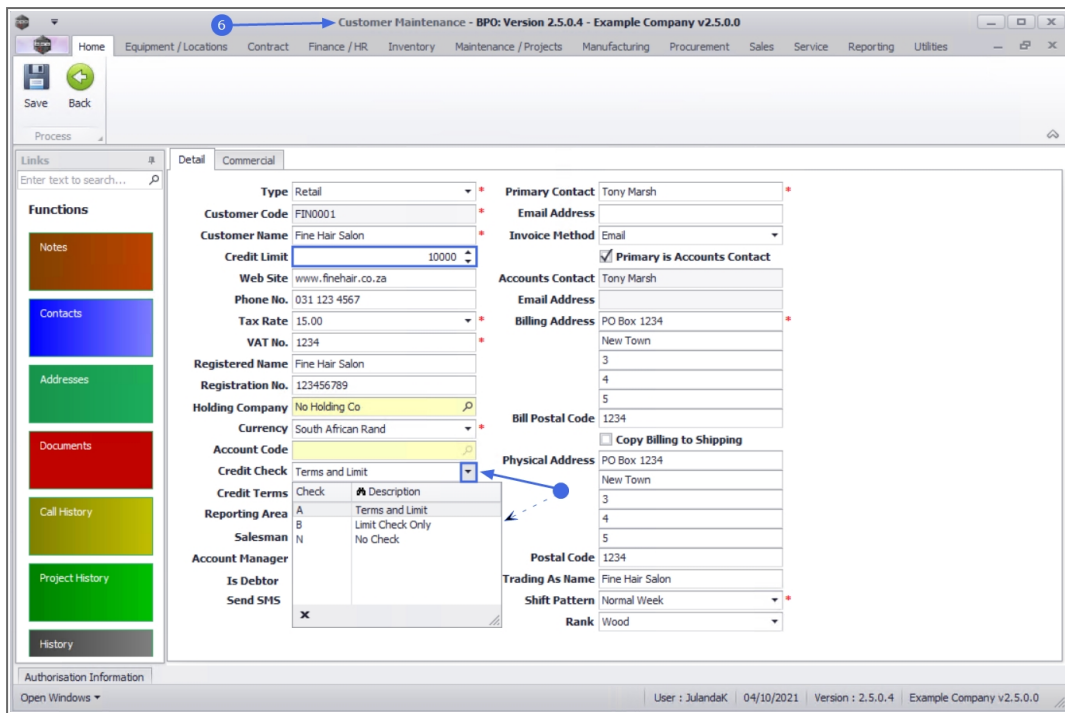 6
Customer Maintenance - BPO: Version 2.5.0.4 - Example Company v2.5.0.0
Home Equipment / Locations Contract Finance / HR Inventory Maintenance / Projects Manufacturing Procurement Sales Service Reporting Utilities
Save Back
Process
Links
Enter text to search...
Functions
Notes
Contacts
Addresses
Documents
Call History
Project History
History
Detail Commercial
Type Retail *
Customer Code FIN0001 *
Customer Name Fine Hair Salon *
Credit Limit 10000
Web Site www.finehair.co.za
Phone No. 031 123 4567
Tax Rate 15.00 *
VAT No. 1234 *
Registered Name Fine Hair Salon
Registration No. 123456789
Holding Company No Holding Co
Currency South African Rand *
Account Code
Credit Check Terms and Limit
Credit Terms
Reporting Area
Salesman
Account Manager
Is Debtor
Send SMS
Check Description
A Terms and Limit
B Limit Check Only
N No Check
Primary Contact Tony Marsh *
Email Address
Invoice Method Email
Primary is Accounts Contact
Accounts Contact Tony Marsh
Email Address
Billing Address PO Box 1234 *
New Town
3
4
5
Bill Postal Code 1234
Copy Billing to Shipping
Physical Address PO Box 1234
New Town
3
4
5
Postal Code 1234
Trading As Name Fine Hair Salon
Shift Pattern Normal Week *
Rank Wood
Authorisation Information
Open Windows User : JulandaK 04/10/2021 Version : 2.5.0.4 Example Company v2.5.0.0